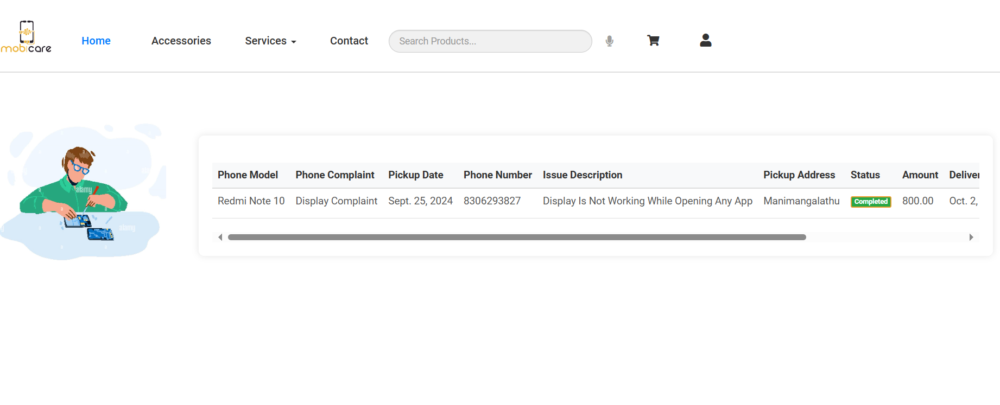 mobicare
Home Accessories Services Contact Search Products...
alamy
alamy
Phone Model Phone Complaint Pickup Date Phone Number Issue Description Pickup Address Status Amount Deliver
Redmi Note 10 Display Complaint Sept. 25, 2024 8306293827 Display Is Not Working While Opening Any App Manimangalathu Completed 800.00 Oct. 2,